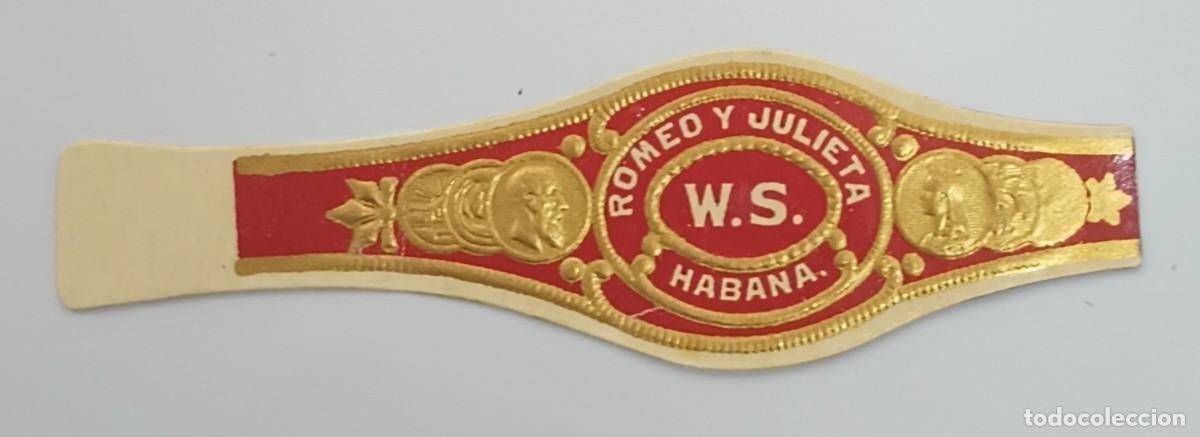 ROMEO Y JULIETA
W.S.
HABANA.
todocoleccion